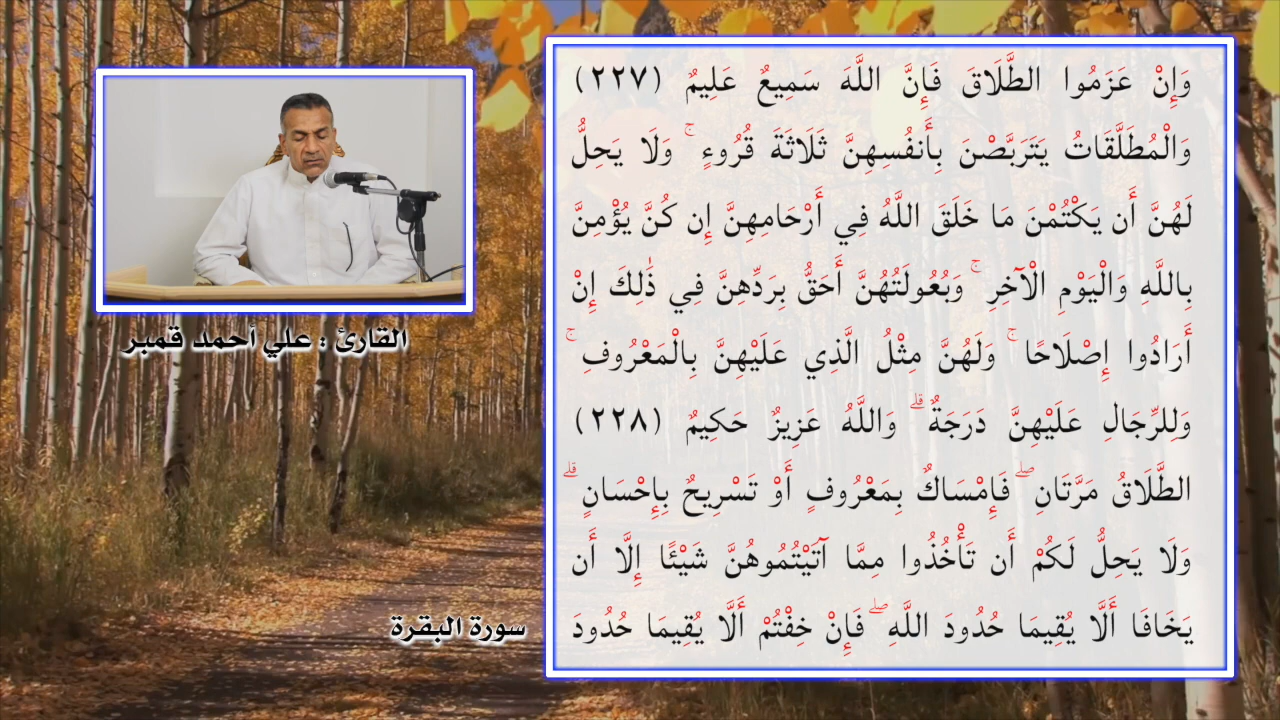 وَإِنْ عَزَمُوا الطَّلَاقَ فَإِنَّ اللَّهَ سَمِيعٌ عَلِيمٌ (٢٢٧)
وَالْمُطَلَّقَاتُ يَتَرَبَّصْنَ بِأَنفُسِهِنَّ ثَلَاثَةَ قُرُوءٍ ۚ وَلَا يَحِلُّ
لَهُنَّ أَن يَكْتُمْنَ مَا خَلَقَ اللَّهُ فِي أَرْحَامِهِنَّ إِن كُنَّ يُؤْمِنَّ
بِاللَّهِ وَالْيَوْمِ الْآخِرِ ۚ وَبُعُولَتُهُنَّ أَحَقُّ بِرَدِّهِنَّ فِي ذَٰلِكَ إِنْ
أَرَادُوا إِصْلَاحًا ۚ وَلَهُنَّ مِثْلُ الَّذِي عَلَيْهِنَّ بِالْمَعْرُوفِ ۚ
وَلِلرِّجَالِ عَلَيْهِنَّ دَرَجَةٌ ۗ وَاللَّهُ عَزِيزٌ حَكِيمٌ (٢٢٨)
الطَّلَاقُ مَرَّتَانِ ۖ فَإِمْسَاكٌ بِمَعْرُوفٍ أَوْ تَسْرِيحٌ بِإِحْسَانٍ ۗ
وَلَا يَحِلُّ لَكُمْ أَن تَأْخُذُوا مِمَّا آتَيْتُمُوهُنَّ شَيْئًا إِلَّا أَن
يَخَافَا أَلَّا يُقِيمَا حُدُودَ اللَّهِ ۖ فَإِنْ خِفْتُمْ أَلَّا يُقِيمَا حُدُودَ
القارئ : علي أحمد قمبر
سورة البقرة